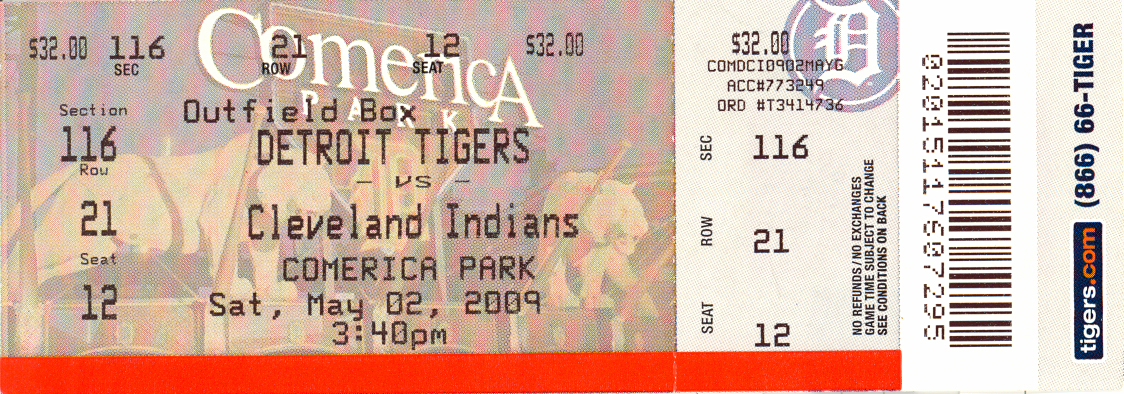 $32.00 116 21 12 $32.00
SEC ROW SEAT
COMERICA
PARK
Section
116
Row
21
Seat
12
Outfield Box
DETROIT TIGERS
- vs -
Cleveland Indians
COMERICA PARK
Sat, May 02, 2009
3:40pm
D
$32.00
COMDCI0902MAYG
ACC#773249
ORD #T3414736
SEC 116
ROW 21
SEAT 12
NO REFUNDS/NO EXCHANGES
GAME TIME SUBJECT TO CHANGE
SEE CONDITIONS ON BACK
tigers.com (866) 66-TIGER